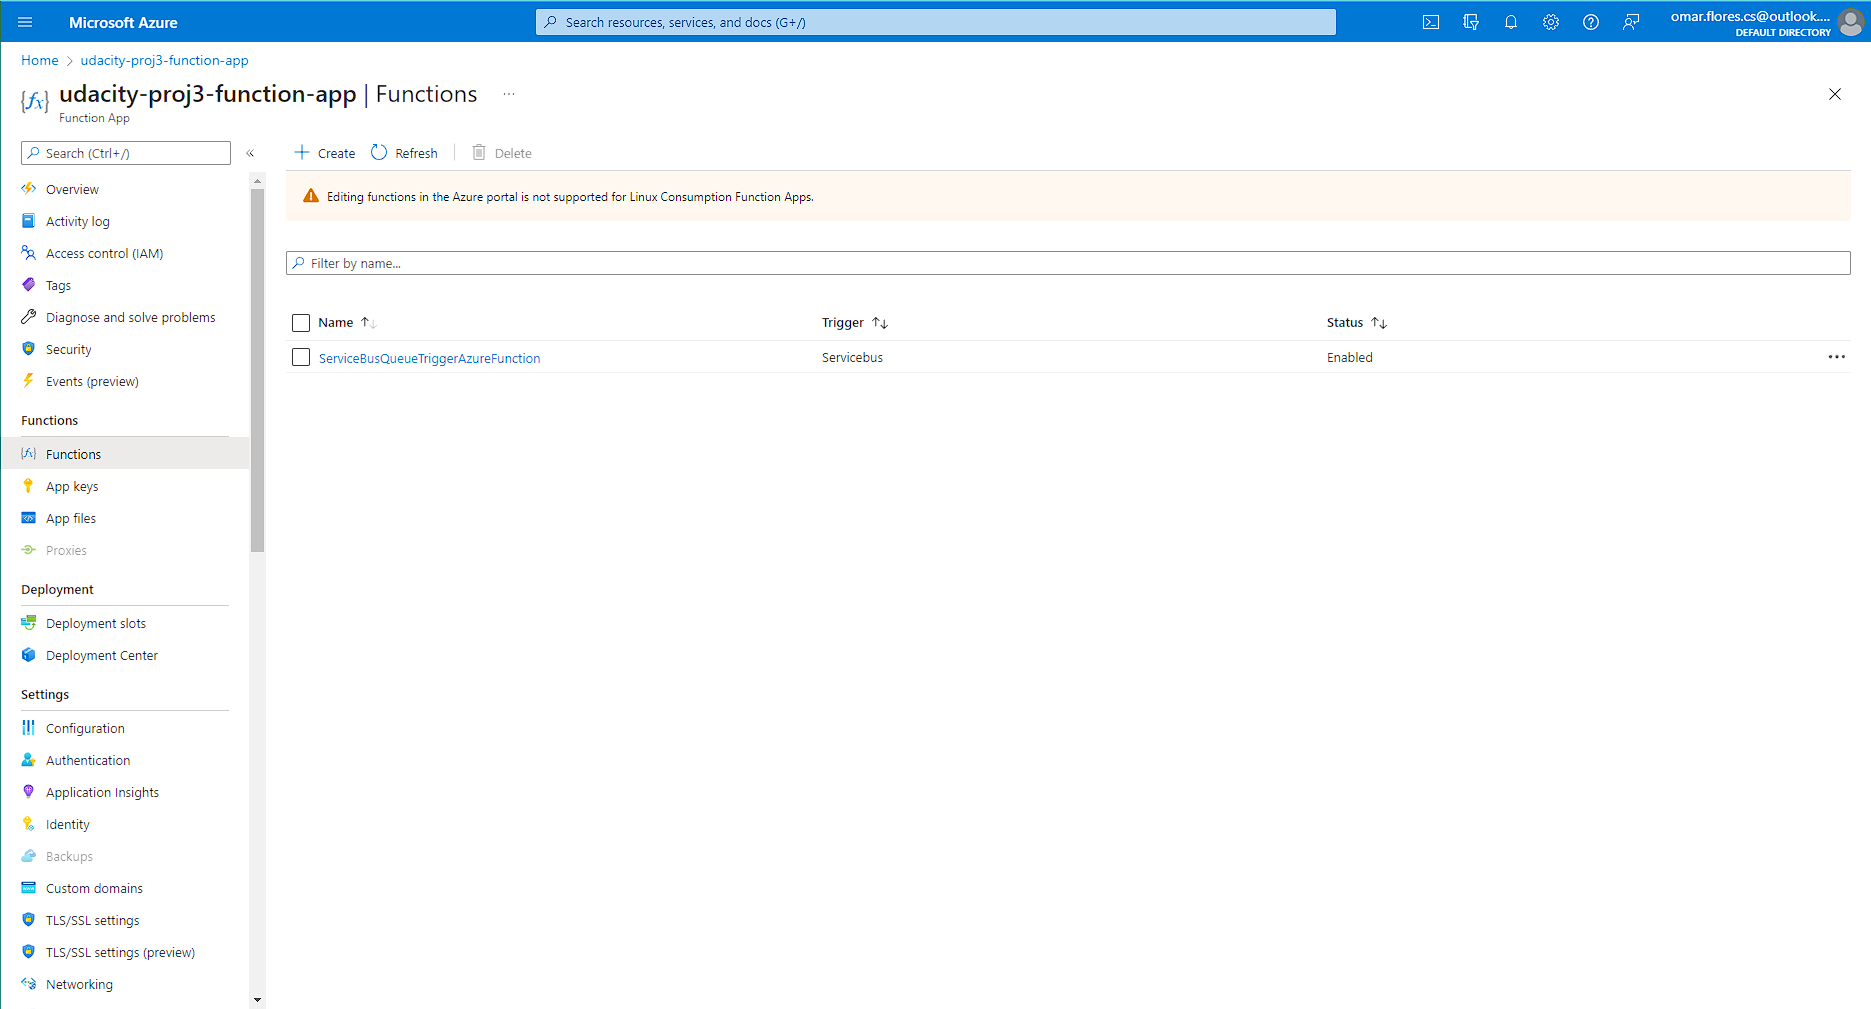 Microsoft Azure
Search resources, services, and docs (G+/)
omar.flores.cs@outlook....
DEFAULT DIRECTORY
Home > udacity-proj3-function-app
udacity-proj3-function-app | Functions ...
Function App
Search (Ctrl+/)
«
Create
Refresh
Delete
Overview
Activity log
Access control (IAM)
Tags
Diagnose and solve problems
Security
Events (preview)
Functions
Functions
App keys
App files
Proxies
Deployment
Deployment slots
Deployment Center
Settings
Configuration
Authentication
Application Insights
Identity
Backups
Custom domains
TLS/SSL settings
TLS/SSL settings (preview)
Networking
Editing functions in the Azure portal is not supported for Linux Consumption Function Apps.
Filter by name...
Name ↑↓ Trigger ↑↓ Status ↑↓
ServiceBusQueueTriggerAzureFunction Servicebus Enabled ...